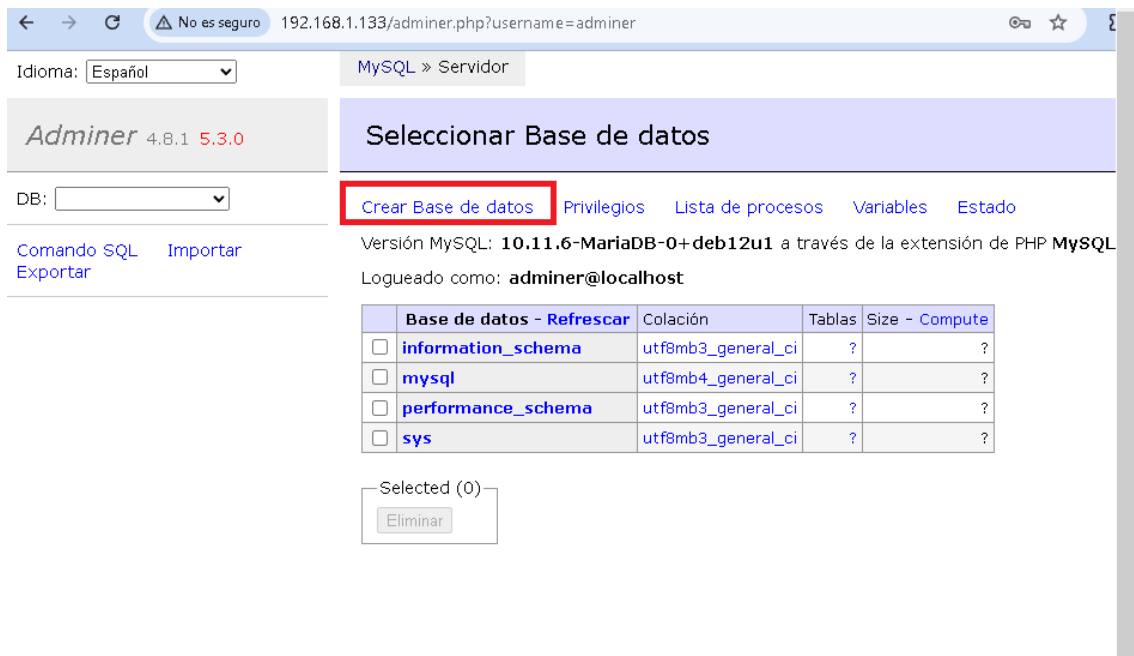 No es seguro 192.168.1.133/adminer.php?username=adminer
Idioma: Español
MySQL » Servidor
Adminer 4.8.1 5.3.0
Seleccionar Base de datos
DB:
Crear Base de datos Privilegios Lista de procesos Variables Estado
Comando SQL Importar
Exportar
Versión MySQL: 10.11.6-MariaDB-0+deb12u1 a través de la extensión de PHP MySQL
Logueado como: adminer@localhost
Base de datos - Refrescar Colación Tablas Size - Compute
information_schema utf8mb3_general_ci ? ?
mysql utf8mb4_general_ci ? ?
performance_schema utf8mb3_general_ci ? ?
sys utf8mb3_general_ci ? ?
Selected (0)
Eliminar